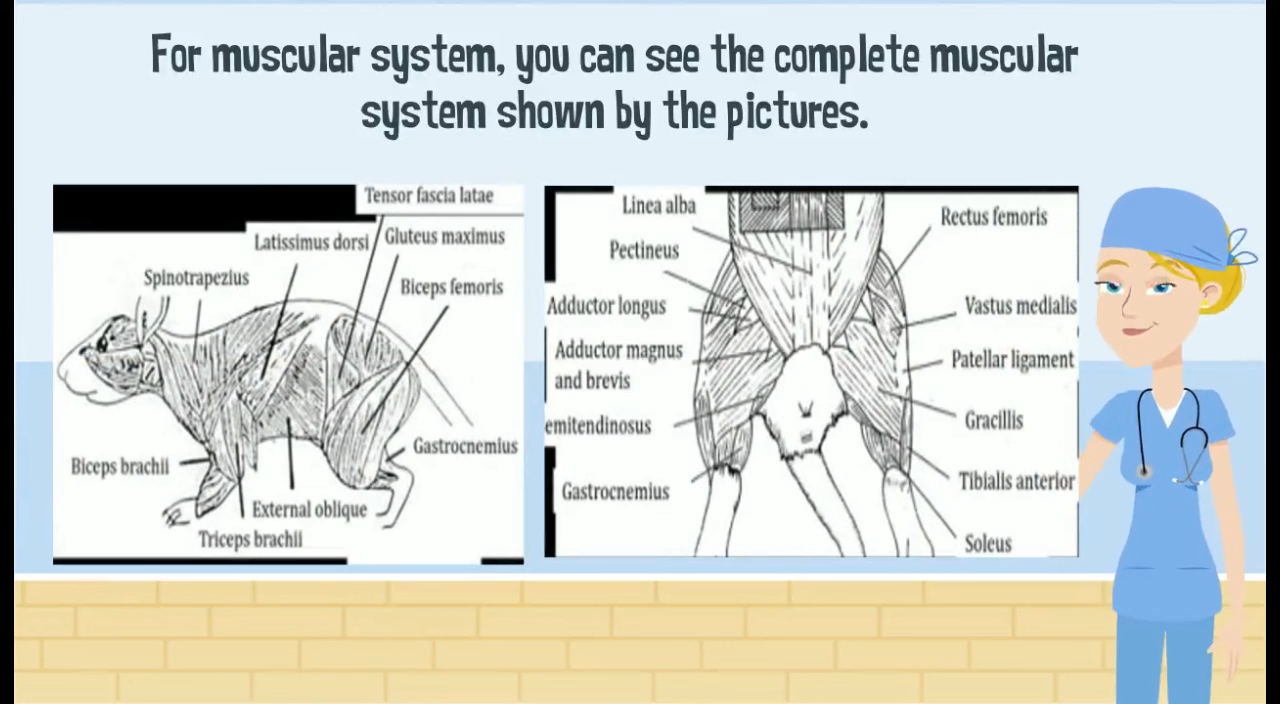 For muscular system, you can see the complete muscular
system shown by the pictures.
Tensor fascia latae
Latissimus dorsi
Gluteus maximus
Spinotrapezius
Biceps femoris
Gastrocnemius
Biceps brachii
External oblique
Triceps brachii
Linea alba
Rectus femoris
Pectineus
Adductor longus
Vastus medialis
Adductor magnus
and brevis
Patellar ligament
emitendinosus
Gracillis
Gastrocnemius
Tibialis anterior
Soleus